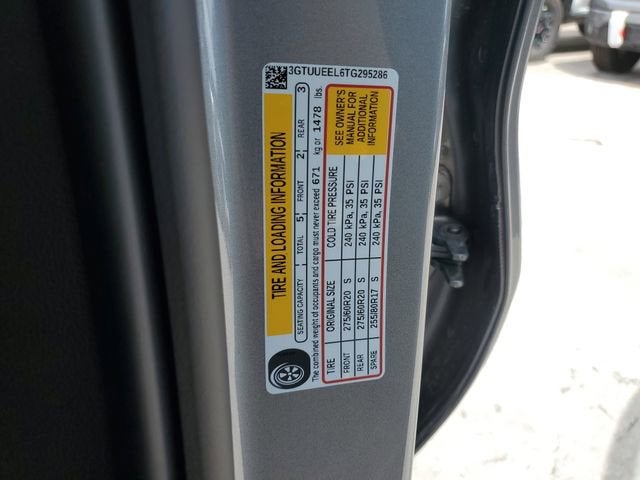 3GTUUEEL6TG295286
TIRE AND LOADING INFORMATION
SEATING CAPACITY TOTAL 5 FRONT 2 REAR 3
The combined weight of occupants and cargo must never exceed 671 kg or 1478 lbs.
TIRE ORIGINAL SIZE COLD TIRE PRESSURE
FRONT 275/60R20 S 240 kPa, 35 PSI
REAR 275/60R20 S 240 kPa, 35 PSI
SPARE 255/80R17 S 240 kPa, 35 PSI
SEE OWNER'S
MANUAL FOR
ADDITIONAL
INFORMATION